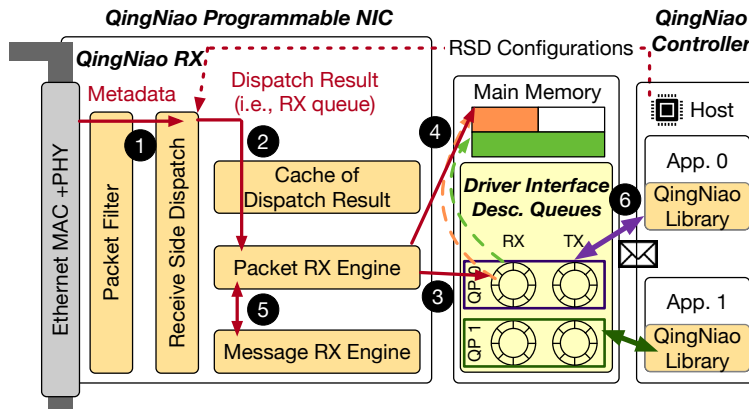 QingNiao Programmable NIC
QingNiao
Controller
QingNiao RX
RSD Configurations
Metadata
Dispatch Result
(i.e., RX queue)
Main Memory
Host
1
2
4
Ethernet MAC +PHY
Packet Filter
Receive Side Dispatch
Cache of
Dispatch Result
Driver Interface
Desc. Queues
6
App. 0
QingNiao
Library
RX
TX
Packet RX Engine
3
QP 0
5
Message RX Engine
QP 1
App. 1
QingNiao
Library